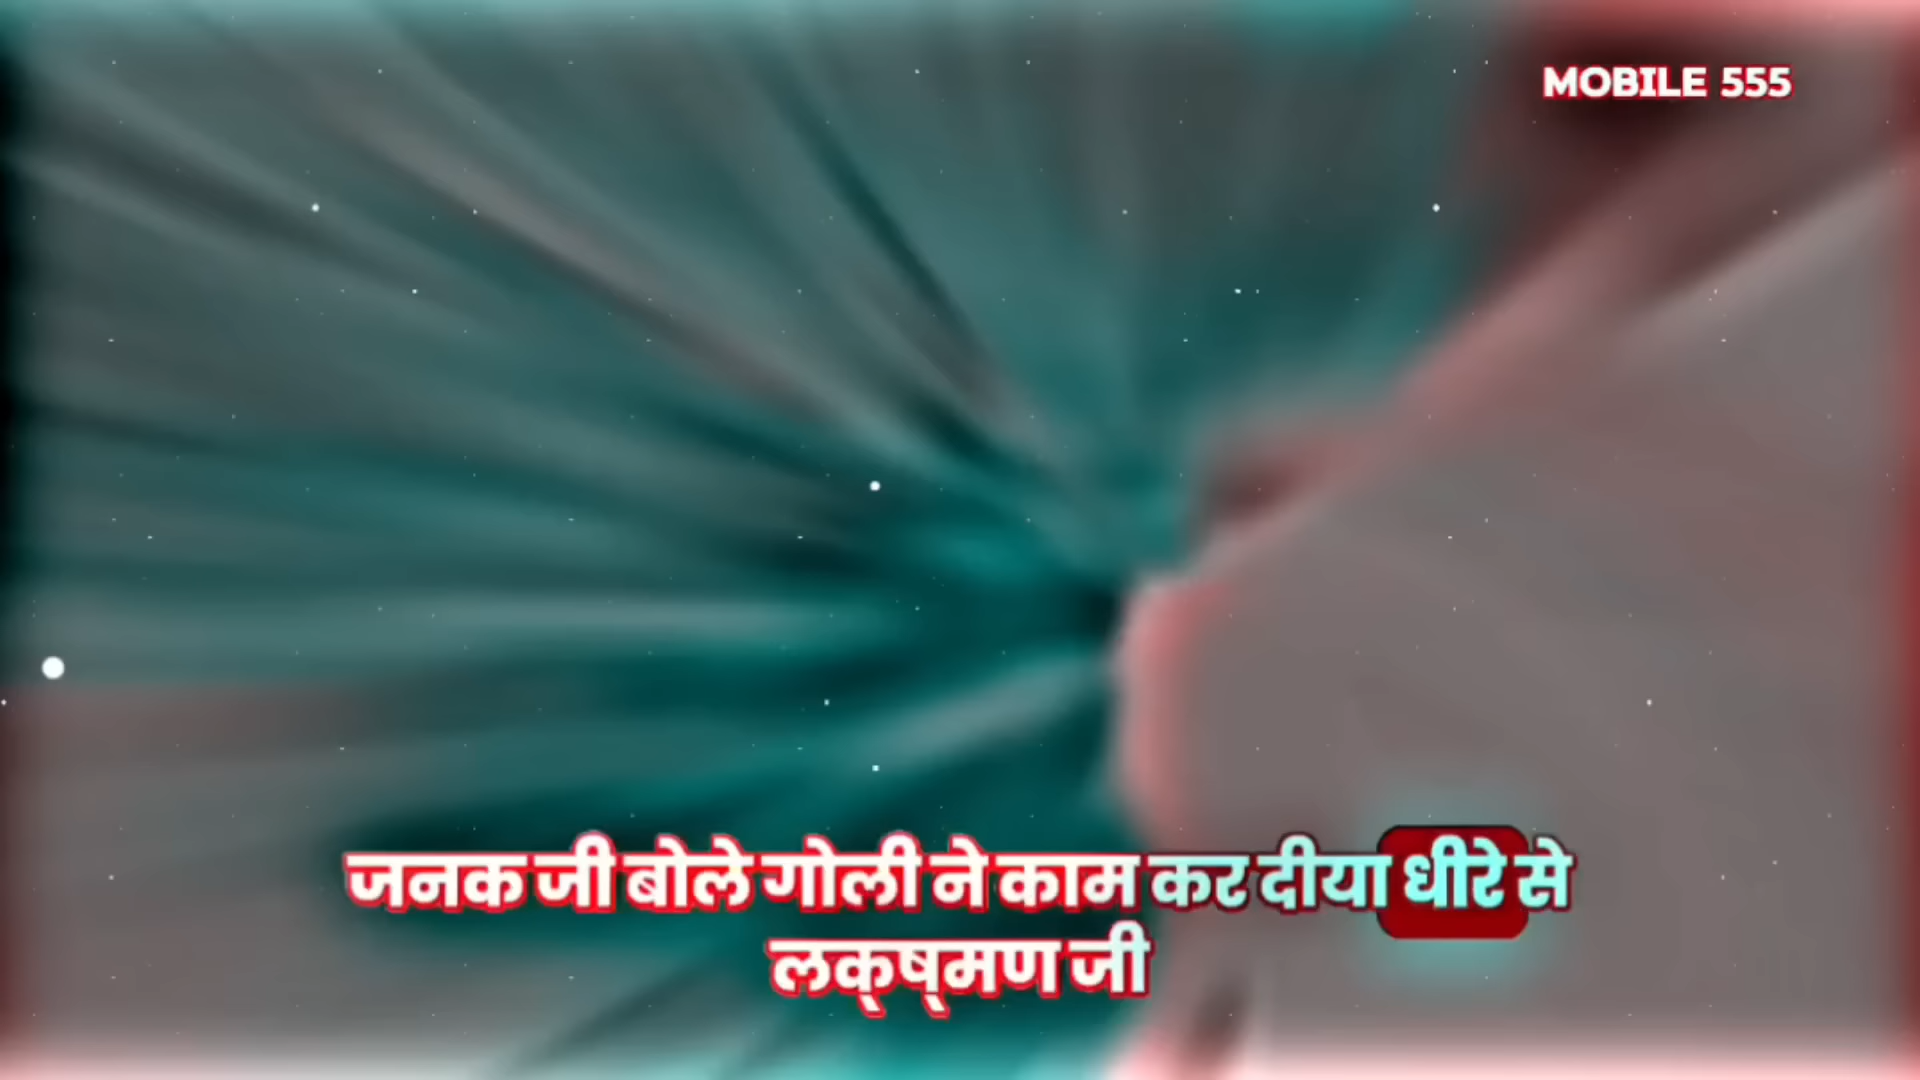 MOBILE 555
जनक जी बोले गोली ने काम कर दीया धीरे से
लक्ष्मण जी